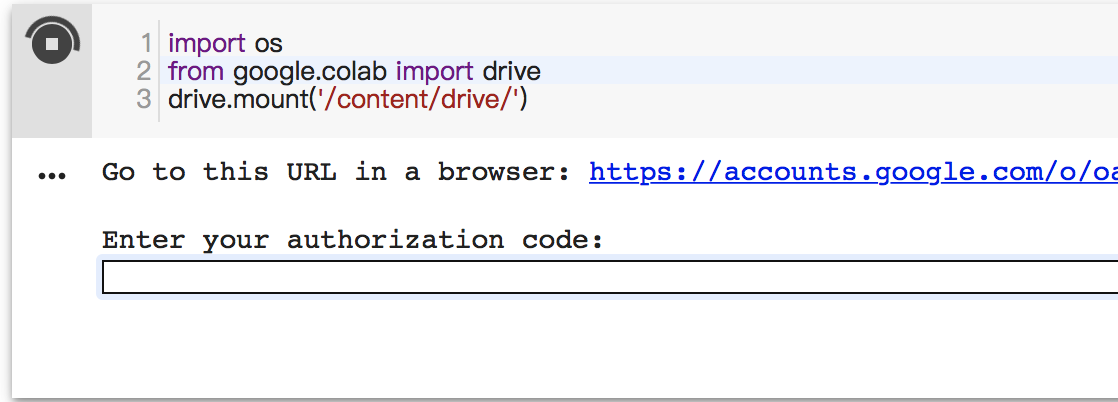 1 import os
2 from google.colab import drive
3 drive.mount('/content/drive/')
Go to this URL in a browser: https://accounts.google.com/o/oa
Enter your authorization code: